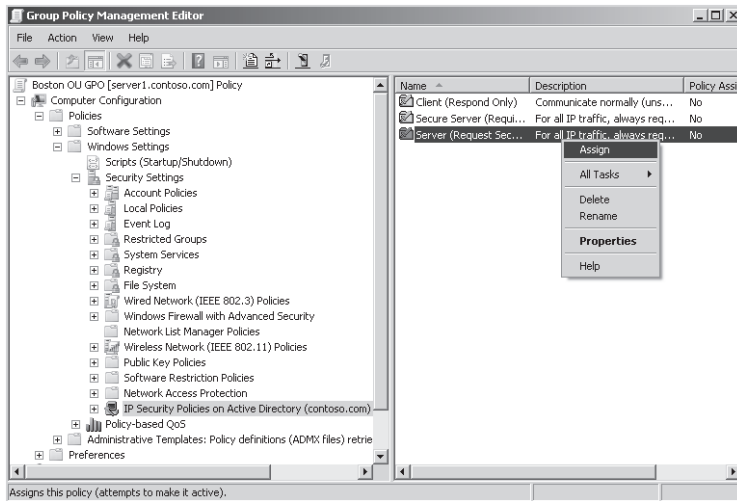 Group Policy Management Editor
File Action View Help
Boston OU GPO [server1.contoso.com] Policy
Computer Configuration
Policies
Software Settings
Windows Settings
Scripts (Startup/Shutdown)
Security Settings
Account Policies
Local Policies
Event Log
Restricted Groups
System Services
Registry
File System
Wired Network (IEEE 802.3) Policies
Windows Firewall with Advanced Security
Network List Manager Policies
Wireless Network (IEEE 802.11) Policies
Public Key Policies
Software Restriction Policies
Network Access Protection
IP Security Policies on Active Directory (contoso.com)
Policy-based QoS
Administrative Templates: Policy definitions (ADMX files) retrie
Preferences
Name Description Policy Assi
Client (Respond Only) Communicate normally (uns... No
Secure Server (Requi... For all IP traffic, always req... No
Server (Request Sec... For all IP traffic, always req... No
Assign
All Tasks
Delete
Rename
Properties
Help
Assigns this policy (attempts to make it active).